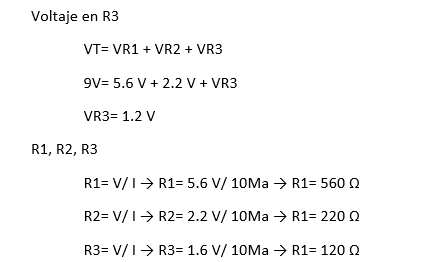 Voltaje en R3
VT= VR1 + VR2 + VR3
9V= 5.6 V + 2.2 V + VR3
VR3= 1.2 V
R1, R2, R3
R1= V/ I → R1= 5.6 V/ 10Ma → R1= 560 Ω
R2= V/ I → R2= 2.2 V/ 10Ma → R1= 220 Ω
R3= V/ I → R3= 1.6 V/ 10Ma → R1= 120 Ω